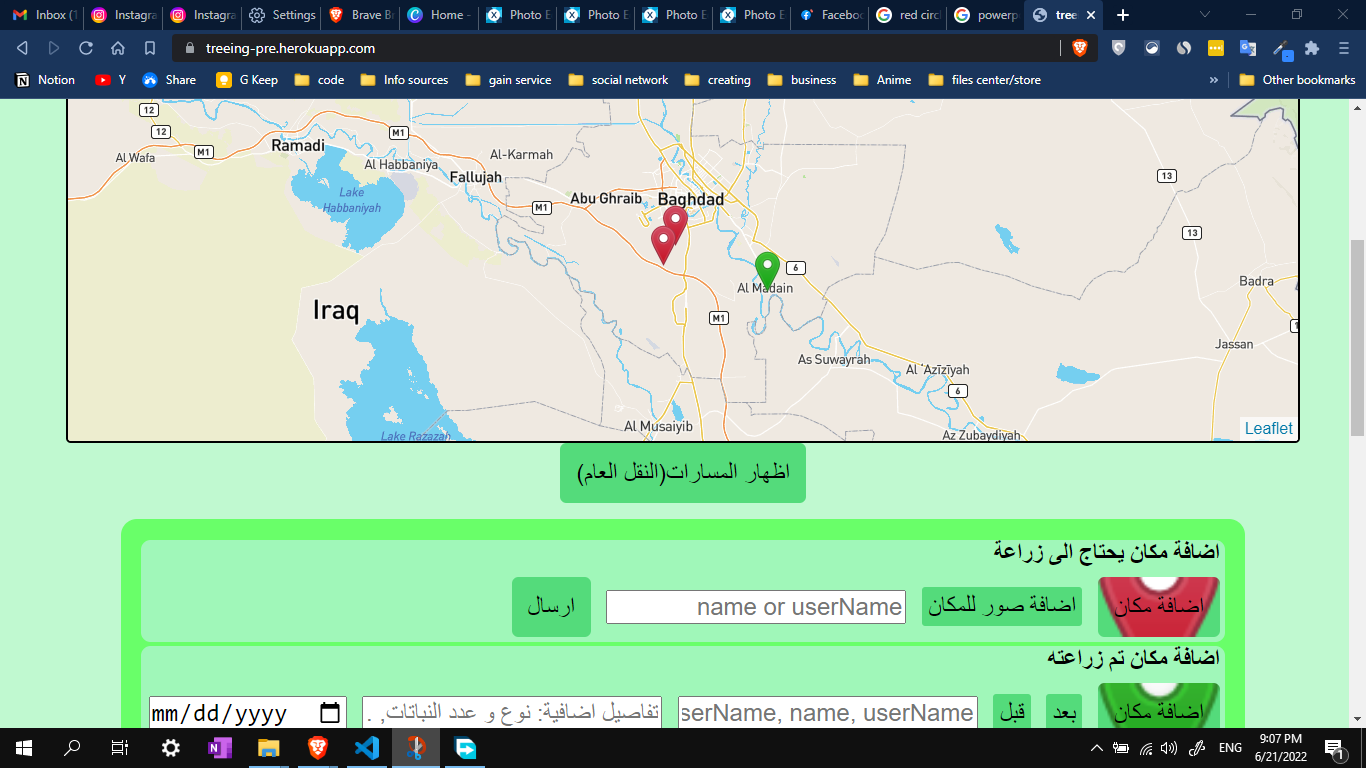 Inbox (1
Instagra
Instagra
Settings
Brave Br
Home -
Photo E
Photo E
Photo E
Photo E
Faceboo
red circl
powerp
tree
treeing-pre.herokuapp.com
Notion
Y
Share
G Keep
code
Info sources
gain service
social network
creating
business
Anime
files center/store
»
Other bookmarks
12
12
M1
M1
Ramadi
Al Wafa
Al Habbaniya
Al-Karmah
Fallujah
Lake
Habbaniyah
M1
Abu Ghraib
Baghdad
13
13
6
Al Madain
Badra
Iraq
M1
As Suwayrah
Jassan
Al 'Azīzīyah
6
Al Musaiyib
Lake Razazah
Az Zubaydiyah
Leaflet
اظهار المسارات(النقل العام)
اضافة مكان يحتاج الى زراعة
اضافة مكان
اضافة صور للمكان
name or userName
ارسال
اضافة مكان تم زراعته
اضافة مكان
بعد
قبل
serName, name, userName
تفاصيل اضافية: نوع و عدد النباتات, .
mm/dd/yyyy
ENG
9:07 PM
6/21/2022
1